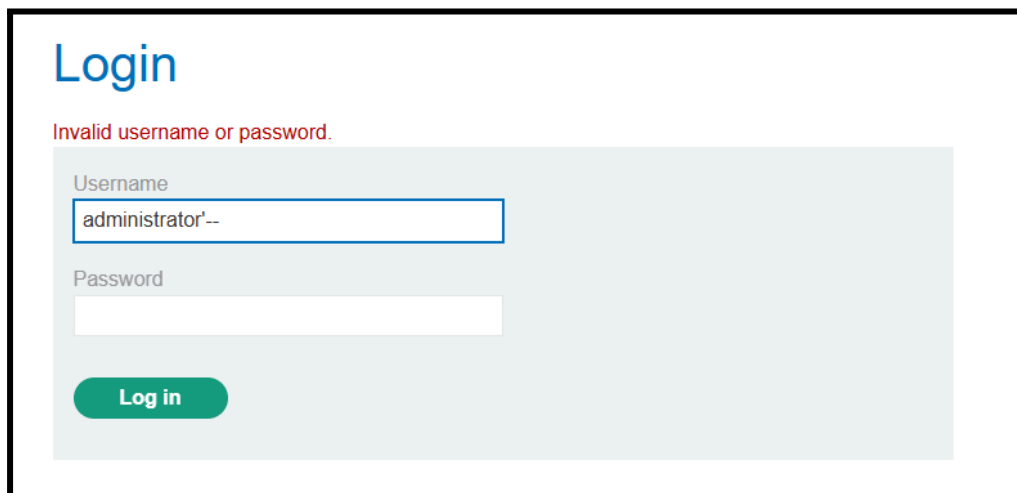 Login
Invalid username or password.
Username
administrator'--
Password
Log in